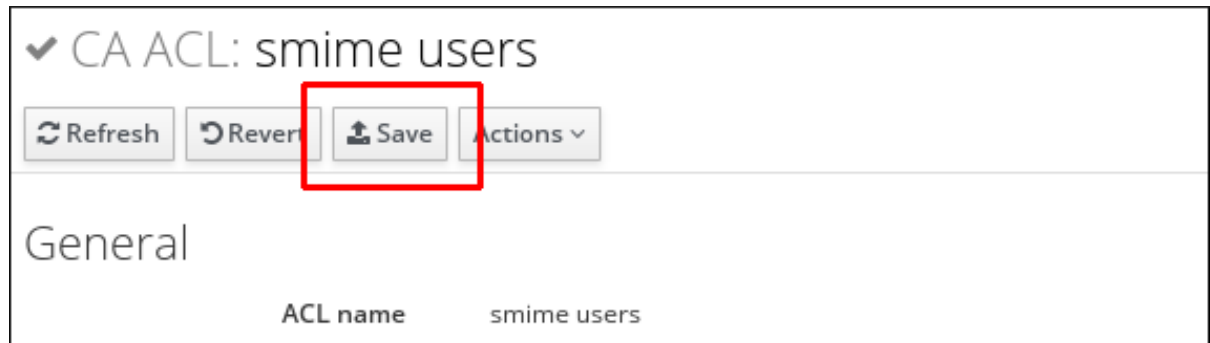 CA ACL: smime users
Refresh Revert Save Actions
General
ACL name smime users